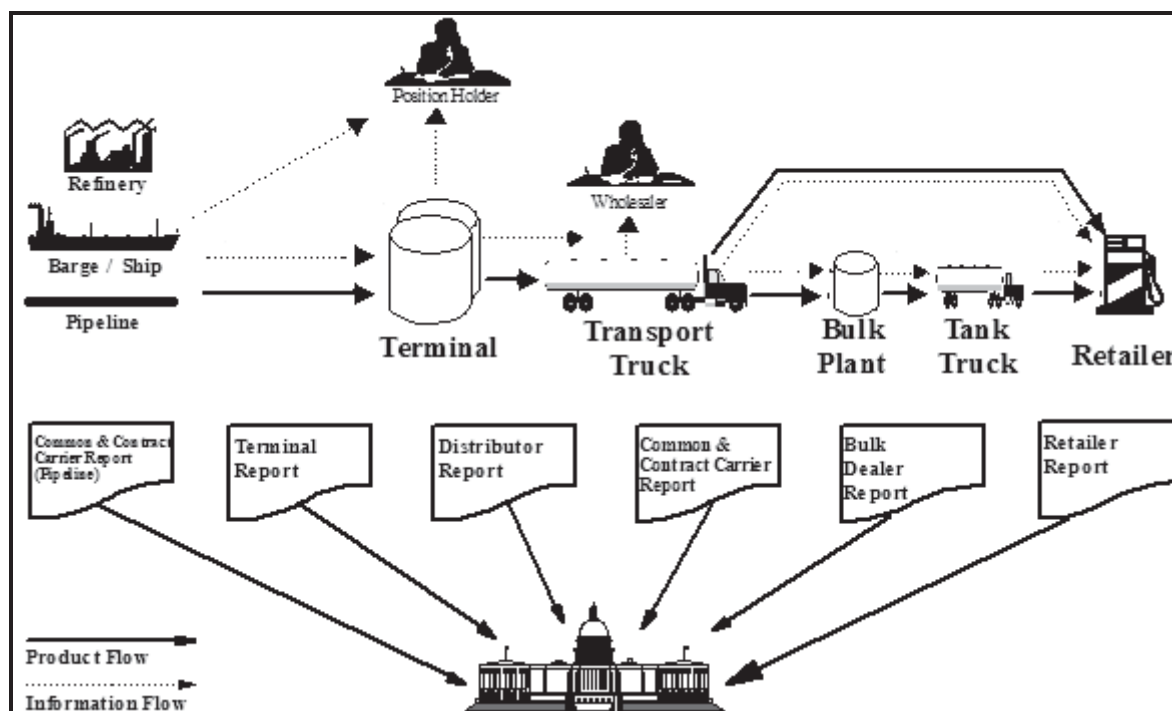 Position Holder
Refinery
Wholesaler
Barge / Ship
Pipeline
Terminal
Transport
Truck
Bulk
Plant
Tank
Truck
Retailer
Common & Contract
Carrier Report
(Pipeline)
Terminal
Report
Distributor
Report
Common &
Contract Carrier
Report
Bulk
Dealer
Report
Retailer
Report
Product Flow
Information Flow